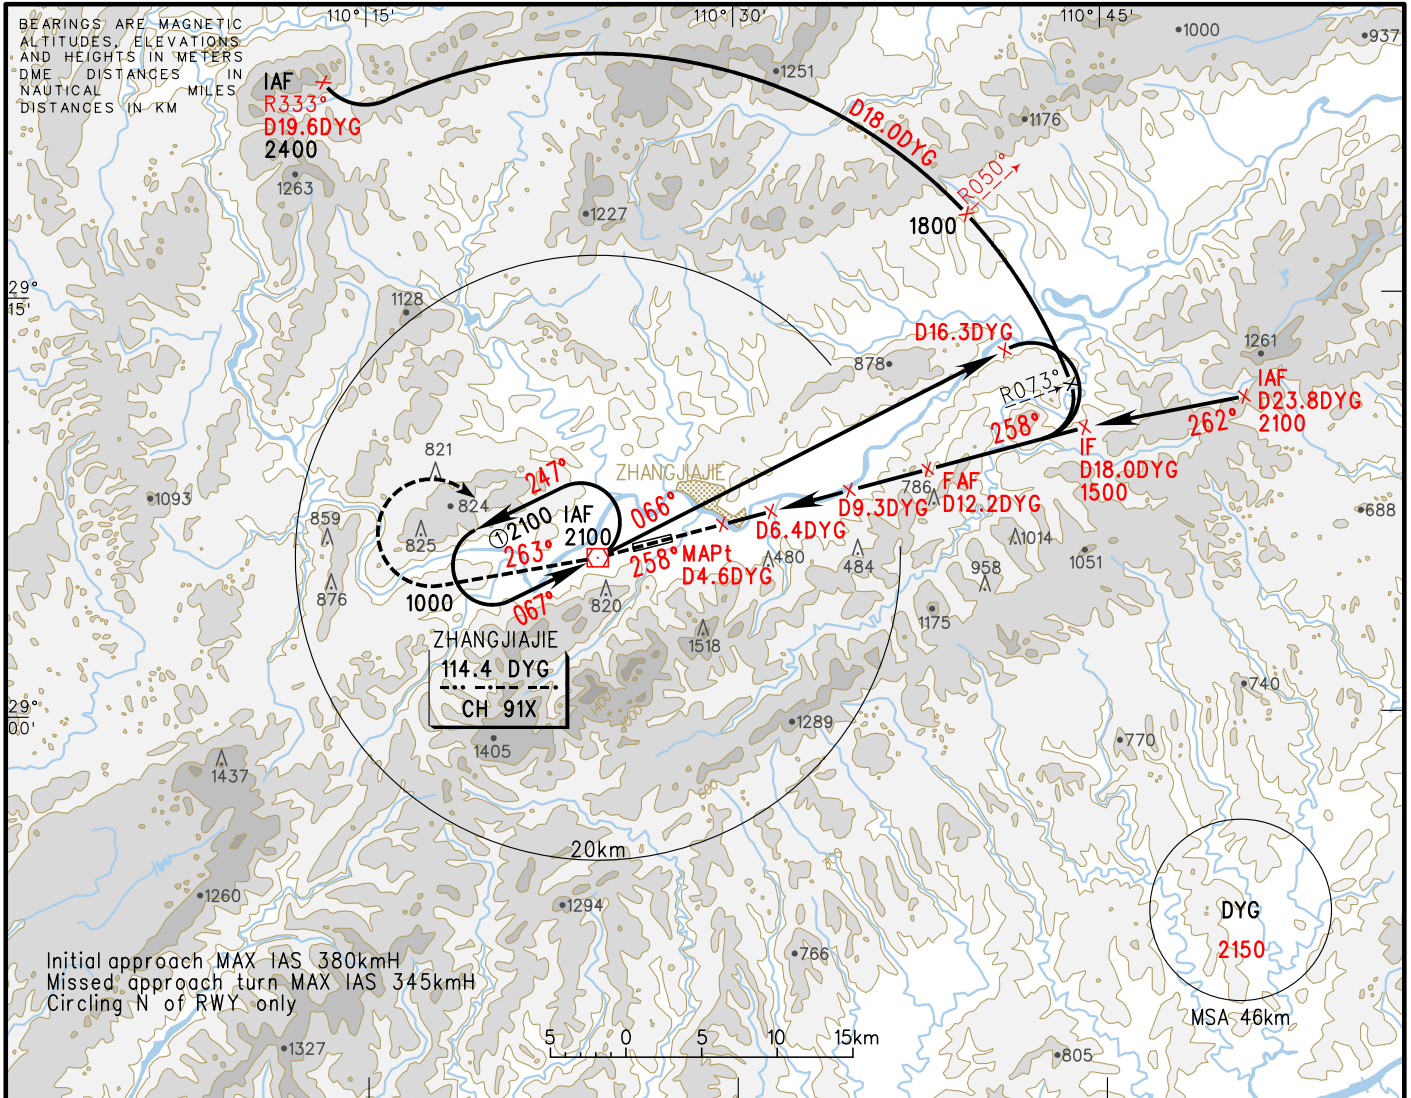 110° 15'
110° 30'
110° 45'
BEARINGS ARE MAGNETIC
ALTITUDES, ELEVATIONS
AND HEIGHTS IN METERS
DME DISTANCES IN
NAUTICAL MILES
DISTANCES IN KM
1000
937
IAF
R333°
D19.6DYG
2400
1251
D18.0DYG
1176
1263
R050°
1227
1800
29°
15'
1128
D16.3DYG
878
1261
R073°
IAF
D23.8DYG
2100
262°
258°
IF
D18.0DYG
1500
821
247°
ZHANGJIAJIE
786
FAF
D12.2DYG
D9.3DYG
D6.4DYG
1093
824
859
825
①2100
IAF
2100
066°
263°
258°
MAPt
D4.6DYG
480
484
1014
1051
958
688
876
1000
067°
820
1175
1518
ZHANGJIAJIE
114.4 DYG
CH 91X
740
29°
00'
1289
770
1405
1437
600
20km
1260
1294
DYG
2150
766
Initial approach MAX IAS 380kmH
Missed approach turn MAX IAS 345kmH
Circling N of RWY only
MSA 46km
5 0 5 10 15km
1327
805